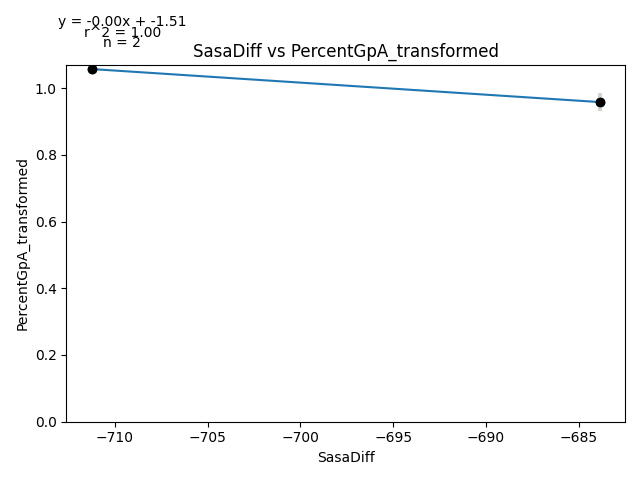 y = -0.00x + -1.51
r^2 = 1.00
n = 2
SasaDiff vs PercentGpA_transformed
1.0
0.8
0.6
0.4
0.2
0.0
PercentGpA_transformed
−710
−705
−700
−695
−690
−685
SasaDiff